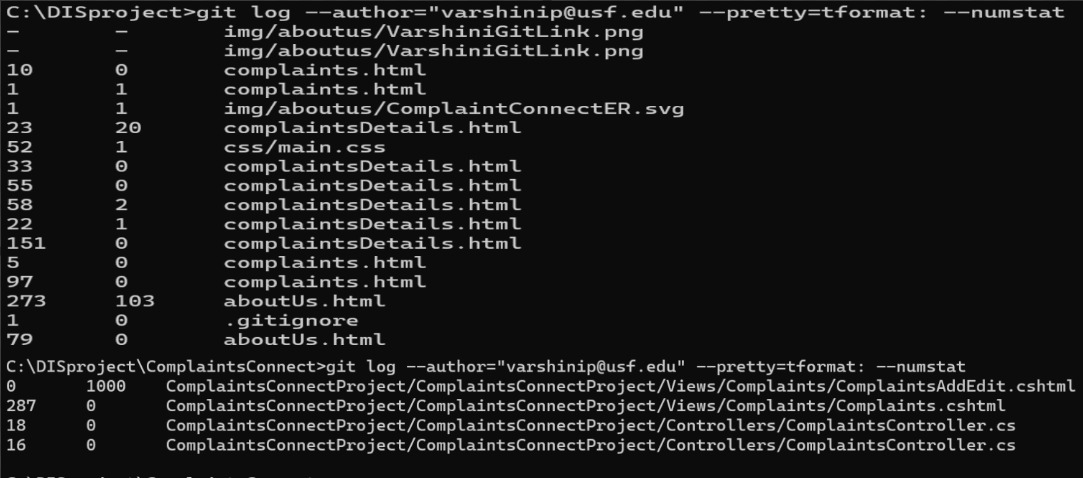 C:\DISproject>git log --author="varshinip@usf.edu" --pretty=tformat: --numstat
- - img/aboutus/VarshiniGitLink.png
- - img/aboutus/VarshiniGitLink.png
10 0 complaints.html
1 1 complaints.html
1 1 img/aboutus/ComplaintConnectER.svg
23 20 complaintsDetails.html
52 1 css/main.css
33 0 complaintsDetails.html
55 0 complaintsDetails.html
58 2 complaintsDetails.html
22 1 complaintsDetails.html
151 0 complaintsDetails.html
5 0 complaints.html
97 0 complaints.html
273 103 aboutUs.html
1 0 .gitignore
79 0 aboutUs.html
C:\DISproject\ComplaintsConnect>git log --author="varshinip@usf.edu" --pretty=tformat: --numstat
0 1000 ComplaintsConnectProject/ComplaintsConnectProject/Views/Complaints/ComplaintsAddEdit.cshtml
287 0 ComplaintsConnectProject/ComplaintsConnectProject/Views/Complaints/Complaints.cshtml
18 0 ComplaintsConnectProject/ComplaintsConnectProject/Controllers/ComplaintsController.cs
16 0 ComplaintsConnectProject/ComplaintsConnectProject/Controllers/ComplaintsController.cs